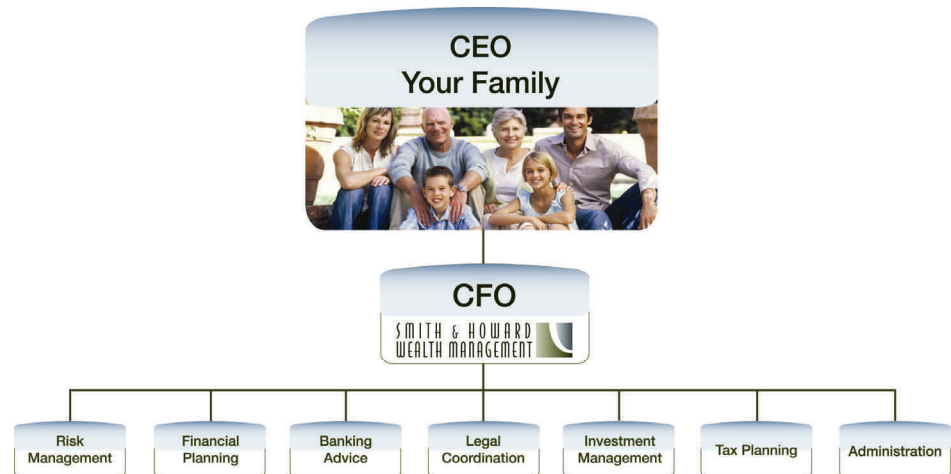 CEO
Your Family
CFO
SMITH & HOWARD
WEALTH MANAGEMENT
Risk
Management
Financial
Planning
Banking
Advice
Legal
Coordination
Investment
Management
Tax Planning
Administration